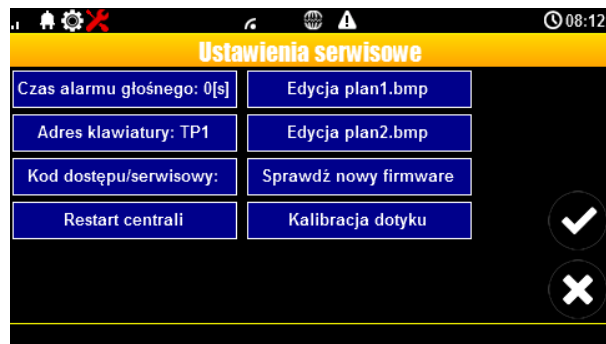 08:12
Ustawienia serwisowe
Czas alarmu głośnego: 0[s]
Edycja plan1.bmp
Adres klawiatury: TP1
Edycja plan2.bmp
Kod dostępu/serwisowy:
Sprawdź nowy firmware
Restart centrali
Kalibracja dotyku